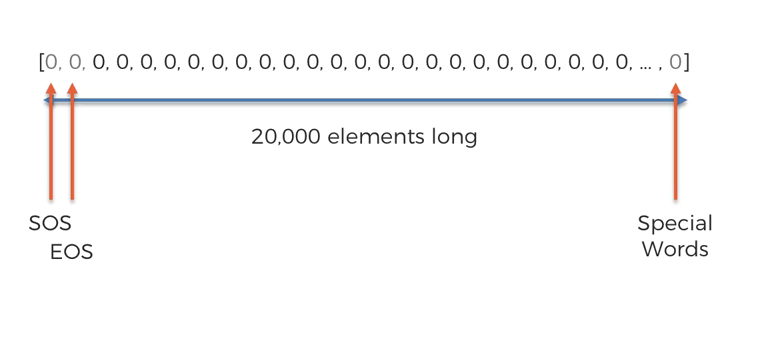 [0, 0, 0, 0, 0, 0, 0, 0, 0, 0, 0, 0, 0, 0, 0, 0, 0, 0, 0, 0, 0, 0, 0, 0, 0, ... , 0]
20,000 elements long
SOS
EOS
Special
Words